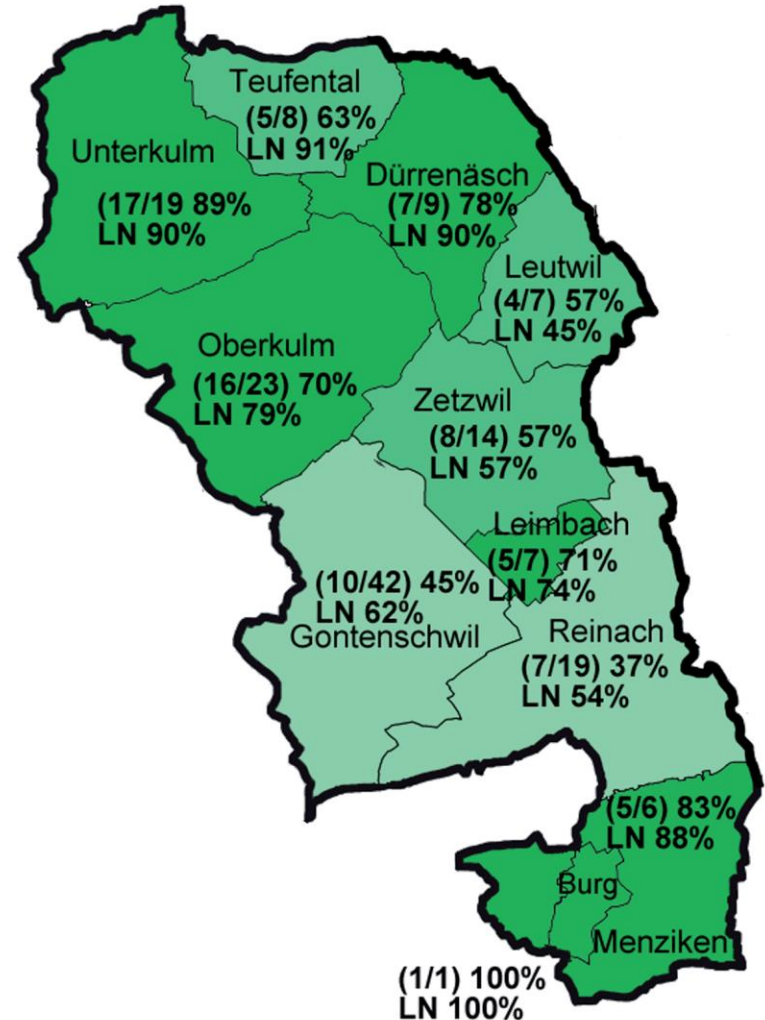 Teufental
(5/8) 63%
LN 91%
Unterkulm
(17/19 89%
LN 90%
Dürrenäsch
(7/9) 78%
LN 90%
Leutwil
(4/7) 57%
LN 45%
Oberkulm
(16/23) 70%
LN 79%
Zetzwil
(8/14) 57%
LN 57%
Leimbach
(5/7) 71%
LN 74%
(10/42) 45%
LN 62%
Gontenschwil
Reinach
(7/19) 37%
LN 54%
(5/6) 83%
LN 88%
Burg
Menziken
(1/1) 100%
LN 100%